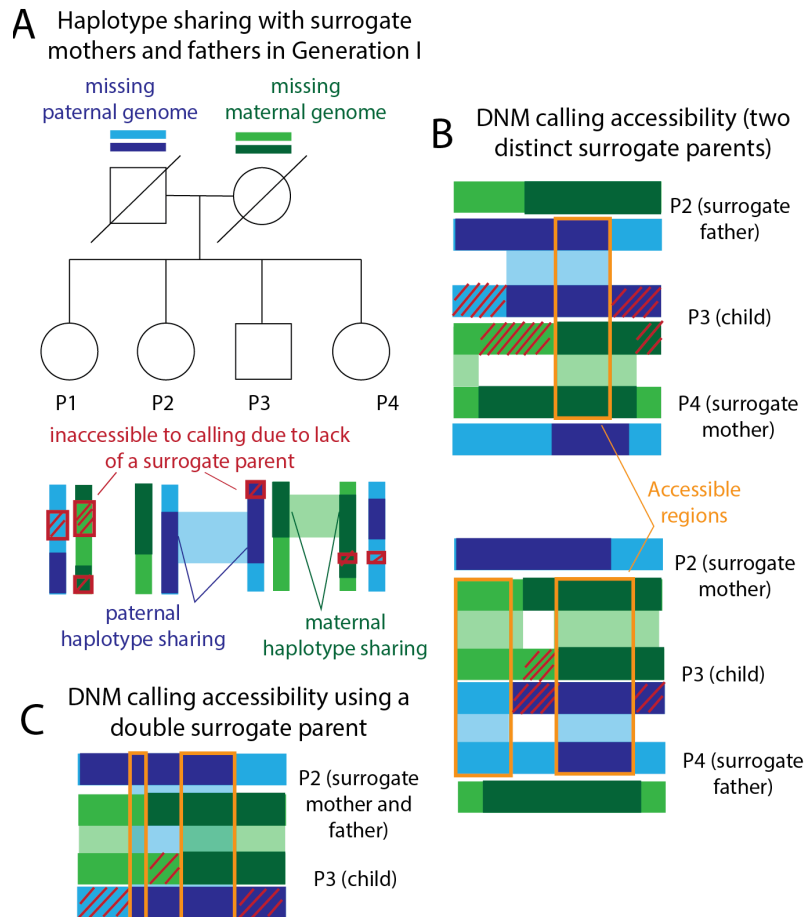 A
Haplotype sharing with surrogate
mothers and fathers in Generation I
missing
paternal genome
missing
maternal genome
P1
P2
P3
P4
inaccessible to calling due to lack
of a surrogate parent
paternal
haplotype sharing
maternal
haplotype sharing
B
DNM calling accessibility (two
distinct surrogate parents)
P2 (surrogate
father)
P3 (child)
P4 (surrogate
mother)
Accessible
regions
P2 (surrogate
mother)
P3 (child)
P4 (surrogate
father)
C
DNM calling accessibility using a
double surrogate parent
P2 (surrogate
mother and
father)
P3 (child)